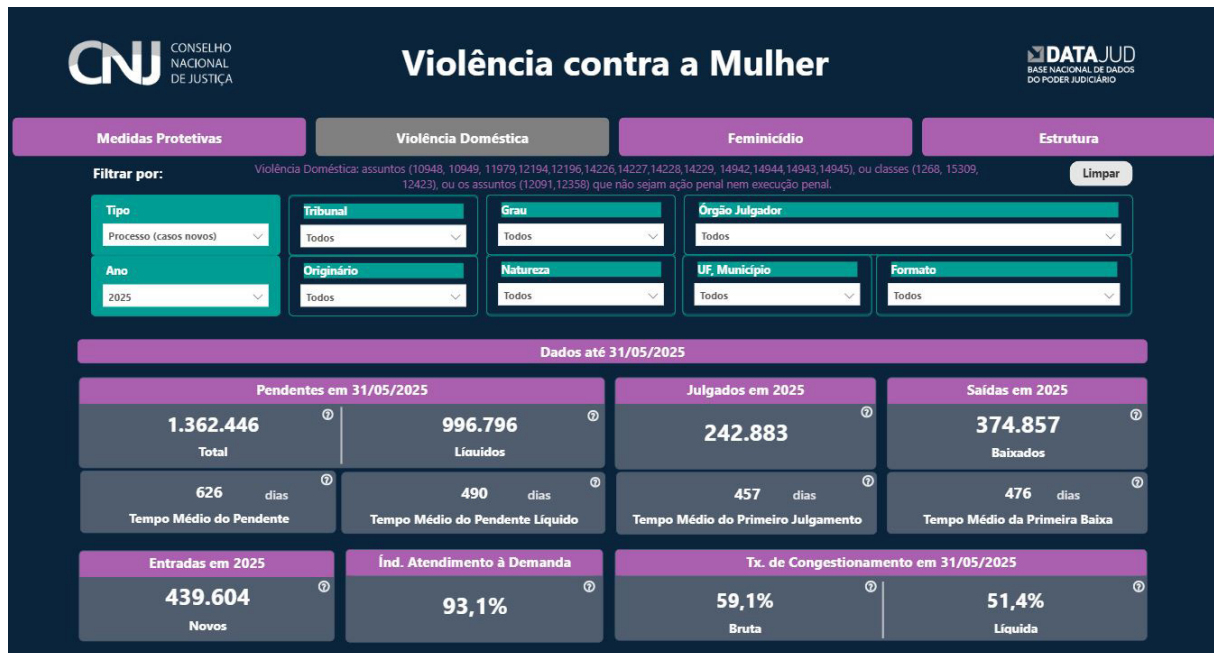 CNJ
CONSELHO
NACIONAL
DE JUSTIÇA
Violência contra a Mulher
DATAJUD
BASE NACIONAL DE DADOS
DO PODER JUDICIÁRIO
Medidas Protetivas
Violência Doméstica
Feminicídio
Estrutura
Filtrar por:
Violência Doméstica: assuntos (10948, 10949, 11979,12194,12196,14226,14227,14228,14229, 14942,14944,14943,14945), ou classes (1268, 15309,
12423), ou os assuntos (12091,12358) que não sejam ação penal nem execução penal.
Limpar
Tipo
Processo (casos novos)
Tribunal
Todos
Grau
Todos
Órgão Julgador
Todos
Ano
2025
Originário
Todos
Natureza
Todos
UF, Município
Todos
Formato
Todos
Dados até 31/05/2025
Pendentes em 31/05/2025
1.362.446
Total
996.796
Líquidos
Julgados em 2025
242.883
Saídas em 2025
374.857
Baixados
626 dias
Tempo Médio do Pendente
490 dias
Tempo Médio do Pendente Líquido
457 dias
Tempo Médio do Primeiro Julgamento
476 dias
Tempo Médio da Primeira Baixa
Entradas em 2025
439.604
Novos
Índ. Atendimento à Demanda
93,1%
Tx. de Congestionamento em 31/05/2025
59,1%
Bruta
51,4%
Líquida